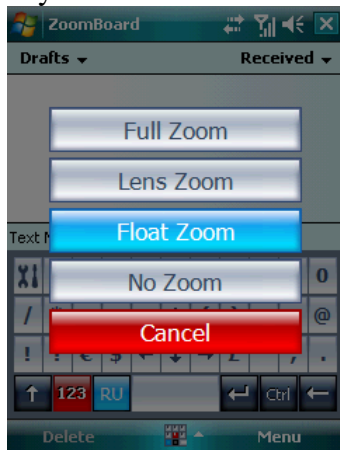 ZoomBoard
Drafts Received
Full Zoom
Lens Zoom
Float Zoom
Text
No Zoom
0
Cancel
/ @
! : € $ ← ↓ → £ / .
↑ 123 RU ↵ Ctrl ←
Delete Menu